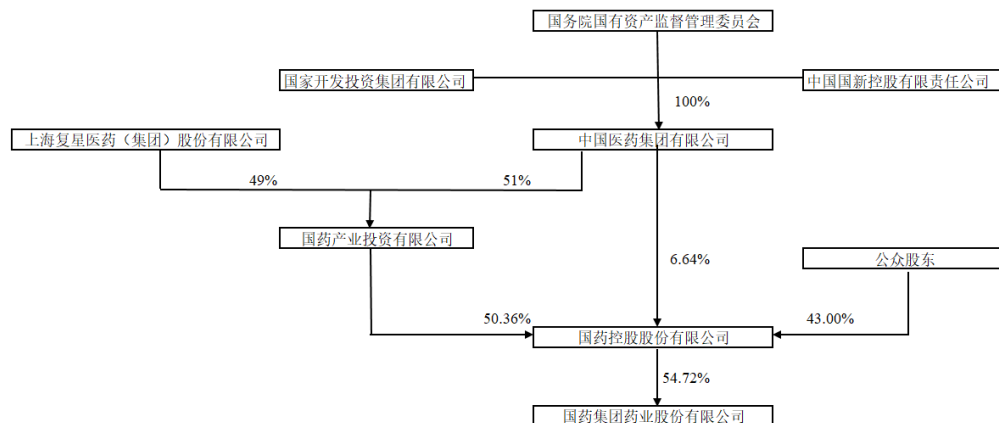 国务院国有资产监督管理委员会
国家开发投资集团有限公司
中国国新控股有限责任公司
100%
上海复星医药（集团）股份有限公司
中国医药集团有限公司
49%
51%
国药产业投资有限公司
6.64%
公众股东
50.36%
43.00%
国药控股股份有限公司
54.72%
国药集团药业股份有限公司